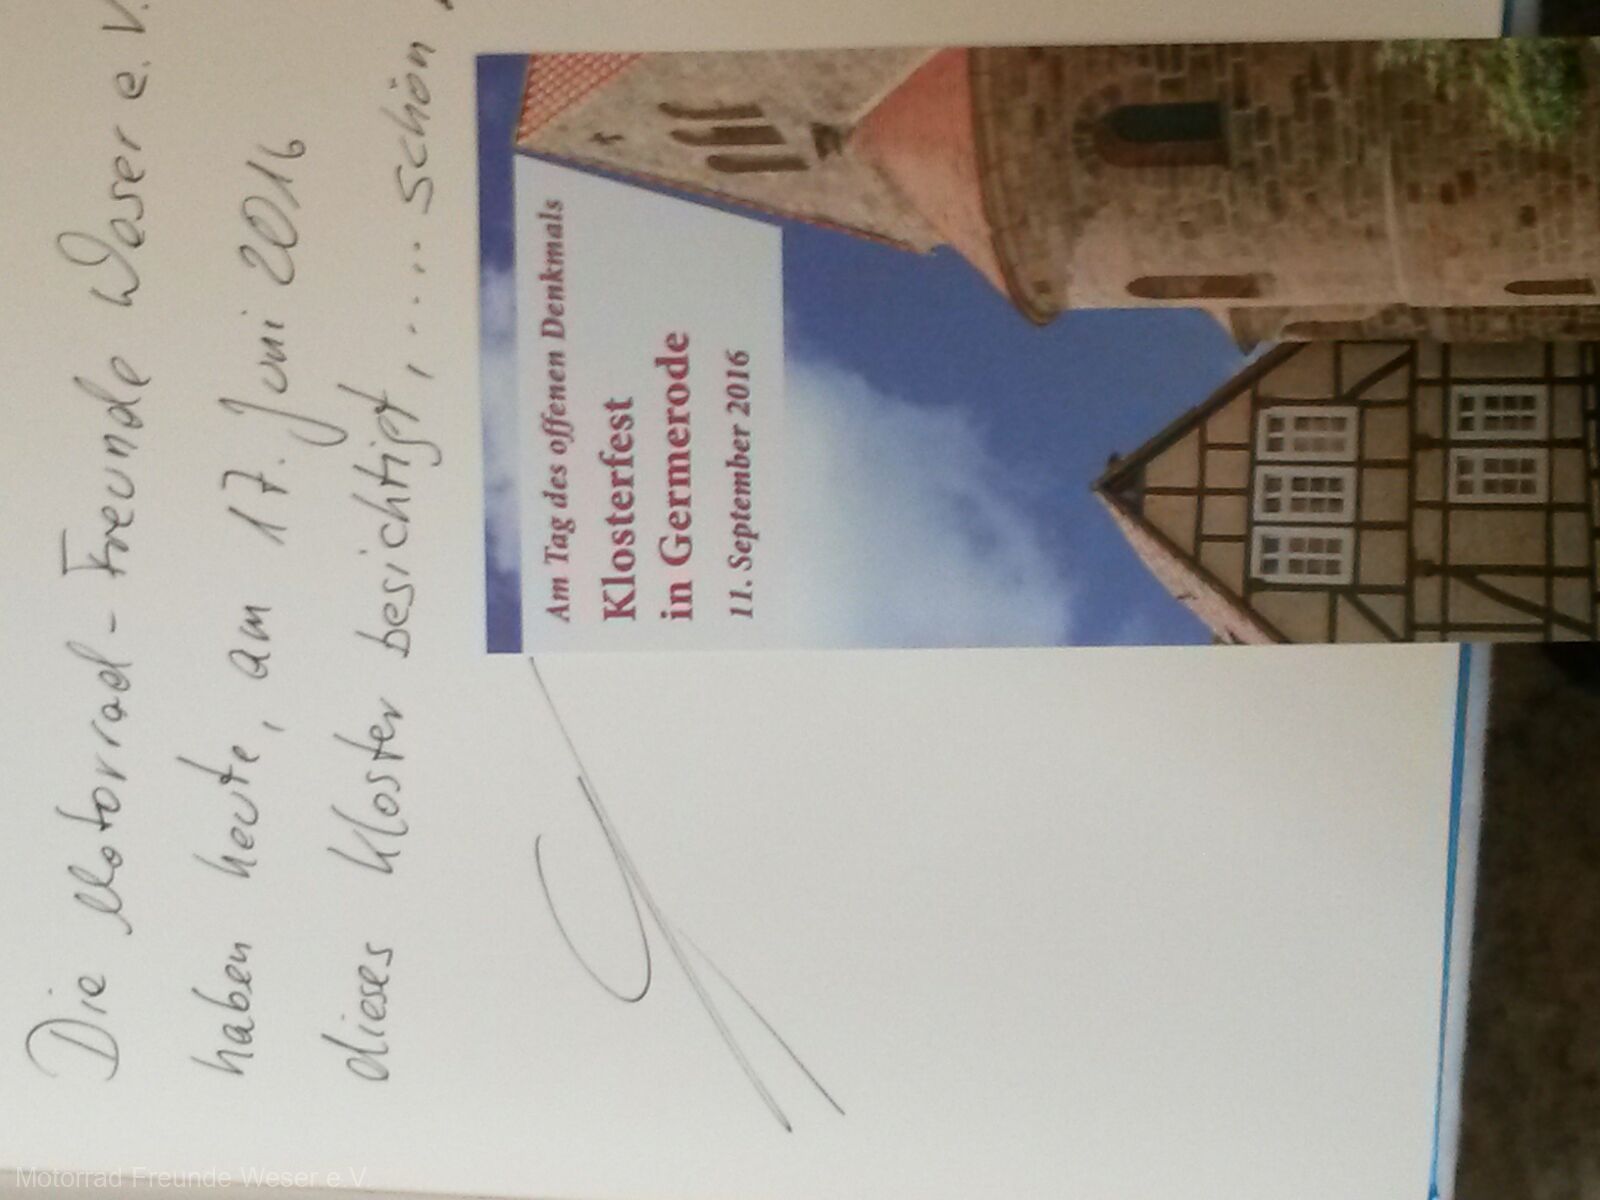 Die Motorrad-Freunde Weser e.V.
haben heute, am 17. Juni 2016
dieses Kloster besichtigt, ..... schön
Am Tag des offenen Denkmals
Klosterfest
in Germerode
11. September 2016
Motorrad Freunde Weser e.V.